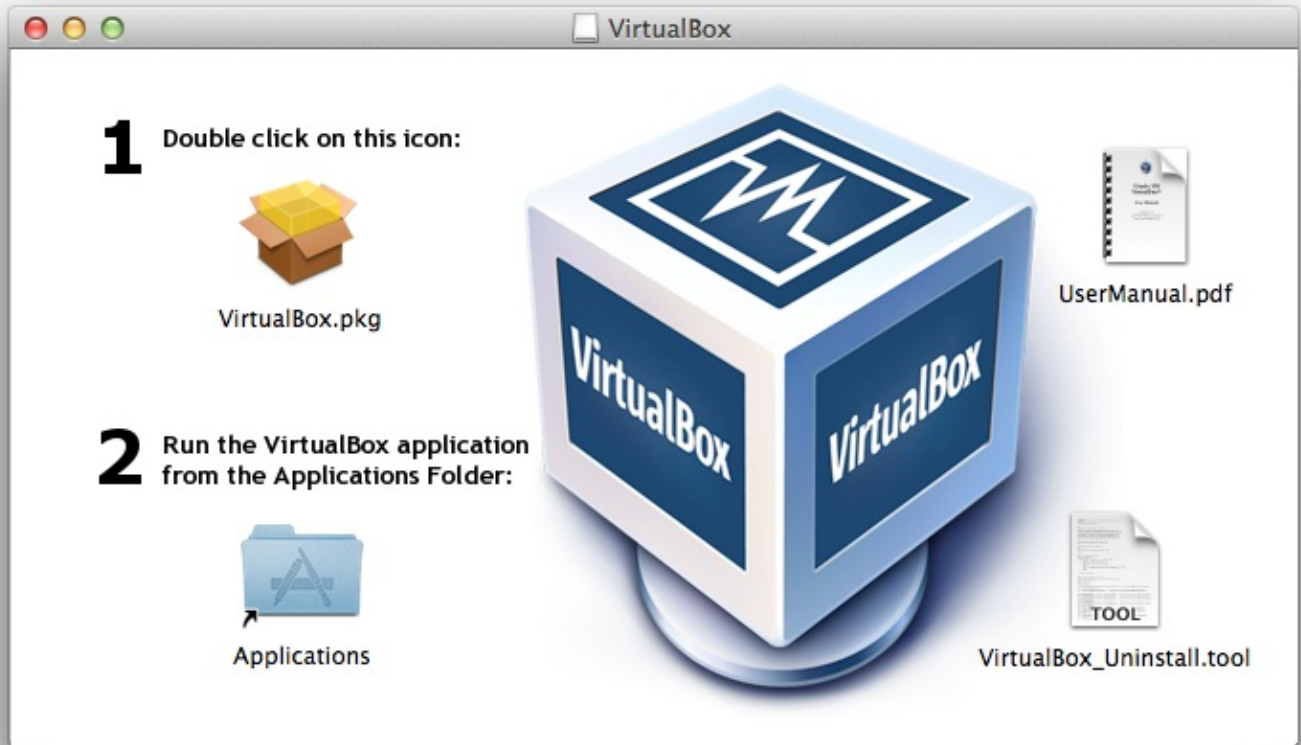 VirtualBox
1 Double click on this icon:
VirtualBox.pkg
2 Run the VirtualBox application
from the Applications Folder:
Applications
VirtualBox
VirtualBox
UserManual.pdf
TOOL
VirtualBox_Uninstall.tool